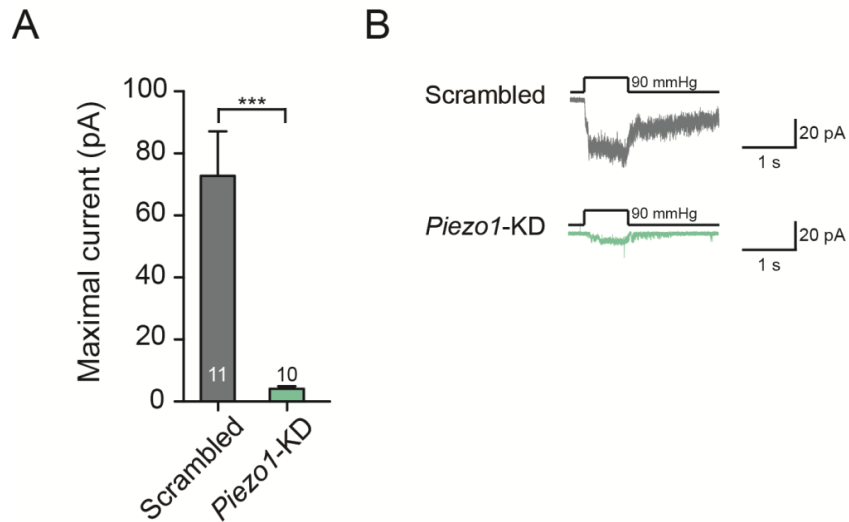 A
Maximal current (pA)
100
80
60
40
20
0
***
11
10
Scrambled
Piezo1-KD
B
Scrambled
90 mmHg
20 pA
1 s
Piezo1-KD
90 mmHg
20 pA
1 s